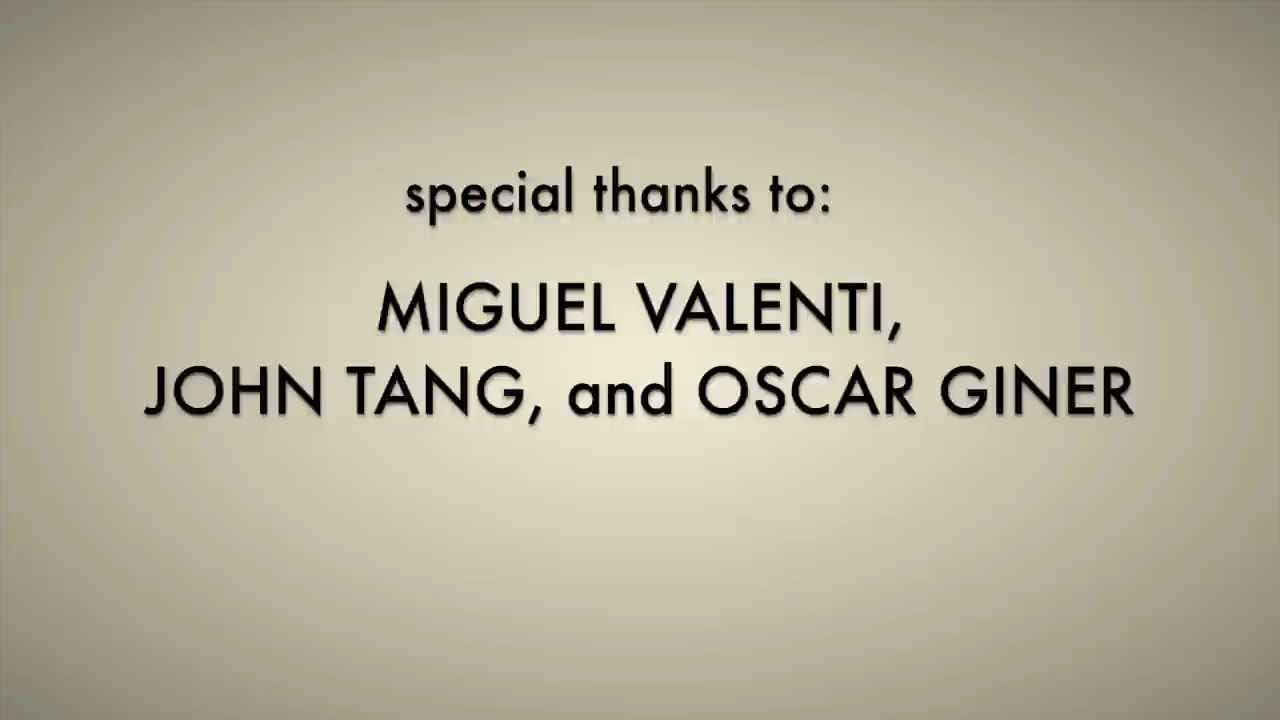 special thanks to:
MIGUEL VALENTI,
JOHN TANG, and OSCAR GINER